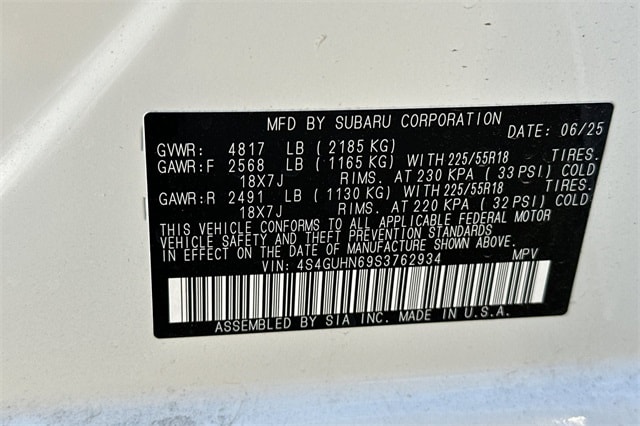 MFD BY SUBARU CORPORATION
DATE: 06/25
GVWR: 4817 LB (2185 KG)
GAWR:F 2568 LB (1165 KG) WITH 225/55R18 TIRES.
18X7J RIMS. AT 230 KPA (33 PSI) COLD
GAWR:R 2491 LB (1130 KG) WITH 225/55R18 TIRES.
18X7J RIMS. AT 220 KPA (32 PSI) COLD
THIS VEHICLE CONFORMS TO ALL APPLICABLE FEDERAL MOTOR
VEHICLE SAFETY AND THEFT PREVENTION STANDARDS
IN EFFECT ON THE DATE OF MANUFACTURE SHOWN ABOVE.
VIN: 4S4GUHN69S3762934 MPV
ASSEMBLED BY SIA INC. MADE IN U.S.A.